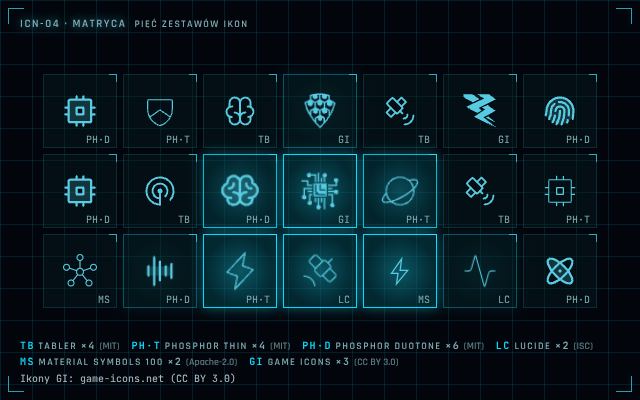 ICN-04 · MATRYCA PIĘĆ ZESTAWÓW IKON
PH·D PH·T TB GI TB GI PH·D
PH·D TB PH·D GI PH·T TB PH·T
MS PH·D PH·T LC MS LC PH·D
TB TABLER ×4 (MIT) PH·T PHOSPHOR THIN ×4 (MIT) PH·D PHOSPHOR DUOTONE ×6 (MIT) LC LUCIDE ×2 (ISC)
MS MATERIAL SYMBOLS 100 ×2 (Apache-2.0) GI GAME ICONS ×3 (CC BY 3.0)
Ikony GI: game-icons.net (CC BY 3.0)